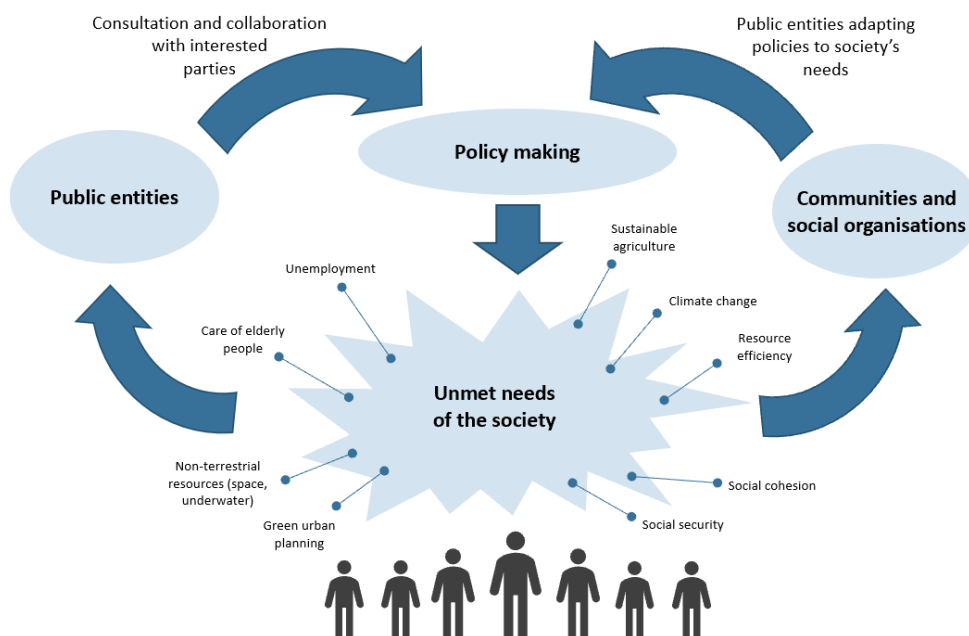 Consultation and collaboration
with interested
parties
Public entities adapting
policies to society's
needs
Policy making
Public entities
Communities and
social organisations
Sustainable
agriculture
Unemployment
Climate change
Care of elderly
people
Resource
efficiency
Unmet needs
of the society
Non-terrestrial
resources (space,
underwater)
Social cohesion
Green urban
planning
Social security